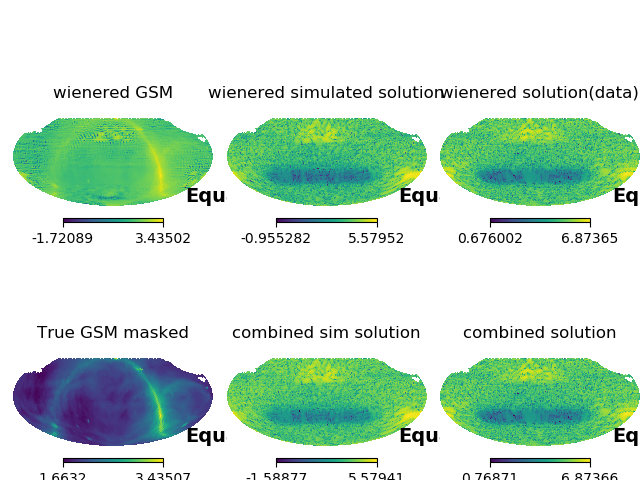 wienered GSM wienered simulated solution wienered solution(data)
Equ Equ Eq
-1.72089 3.43502 -0.955282 5.57952 0.676002 6.87365
True GSM masked combined sim solution combined solution
Equ Equ Eq
1.6632 3.43507 -1.58877 5.57941 0.76871 6.87366